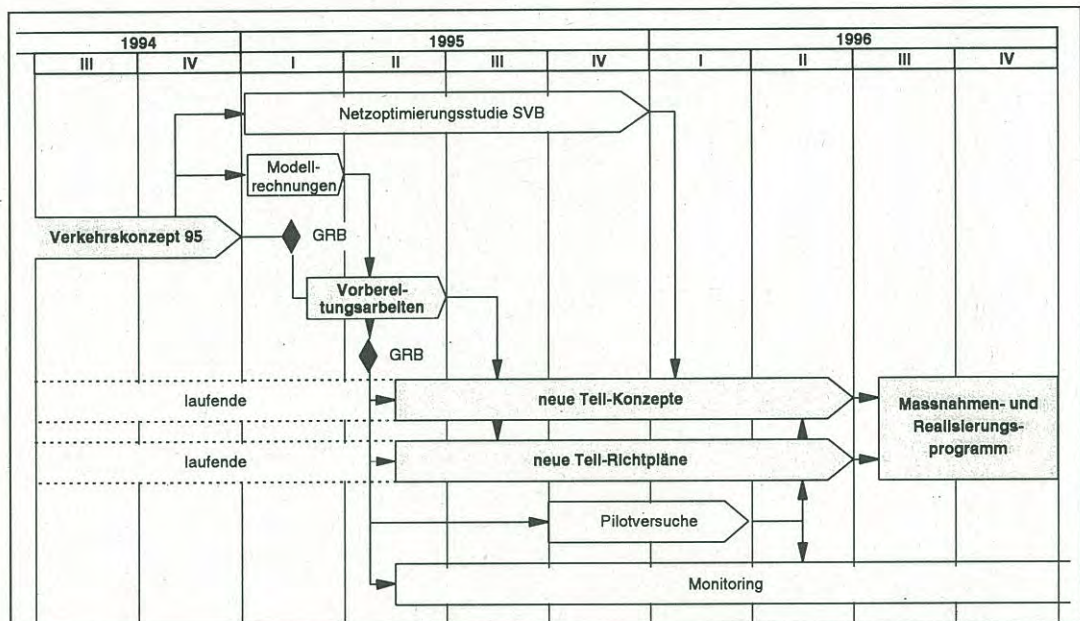 1994 1995 1996
III IV I II III IV I II III IV
Netzoptimierungsstudie SVB
Modell-
rechnungen
Verkehrskonzept 95
GRB
Vorberei-
tungsarbeiten
GRB
laufende neue Teil-Konzepte
Massnahmen- und
Realisierungs-
programm
laufende neue Teil-Richtpläne
Pilotversuche
Monitoring